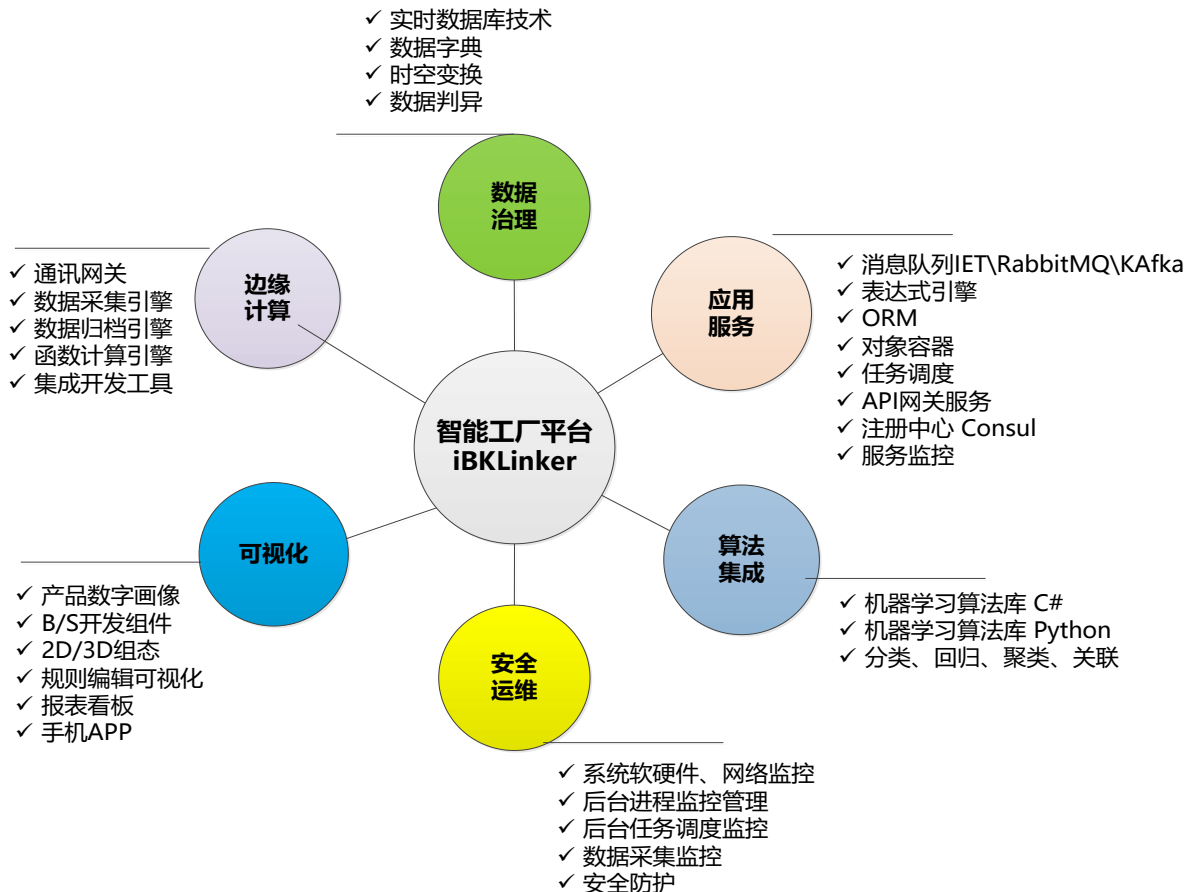 ✓ 实时数据库技术
✓ 数据字典
✓ 时空变换
✓ 数据判异
数据
治理
✓ 通讯网关
✓ 数据采集引擎
✓ 数据归档引擎
✓ 函数计算引擎
✓ 集成开发工具
边缘
计算
应用
服务
✓ 消息队列IET\RabbitMQ\KAfka
✓ 表达式引擎
✓ ORM
✓ 对象容器
✓ 任务调度
✓ API网关服务
✓ 注册中心 Consul
✓ 服务监控
智能工厂平台
iBKLinker
可视化
✓ 产品数字画像
✓ B/S开发组件
✓ 2D/3D组态
✓ 规则编辑可视化
✓ 报表看板
✓ 手机APP
算法
集成
✓ 机器学习算法库 C#
✓ 机器学习算法库 Python
✓ 分类、回归、聚类、关联
安全
运维
✓ 系统软硬件、网络监控
✓ 后台进程监控管理
✓ 后台任务调度监控
✓ 数据采集监控
✓ 安全防护